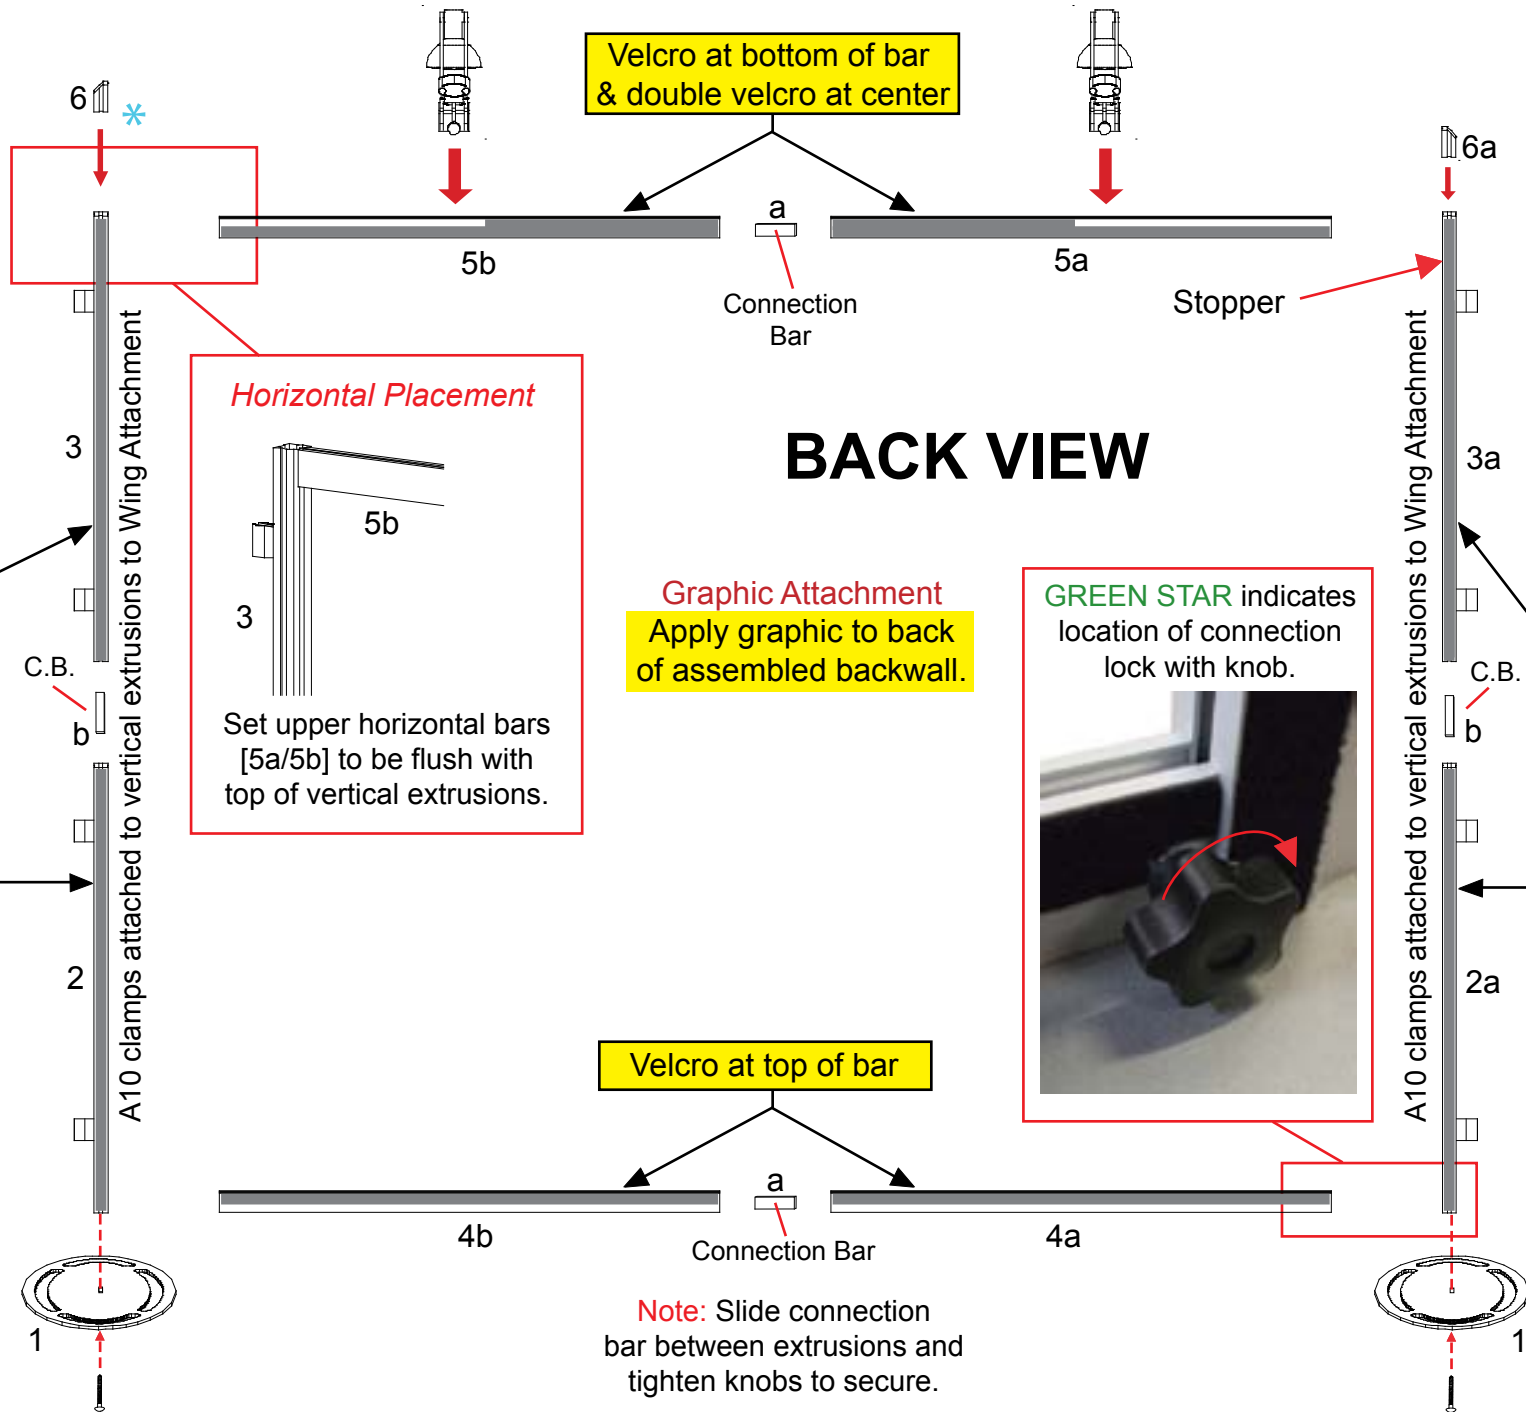 Velcro at bottom of bar
& double velcro at center
6
*
6a
a
5b
5a
Connection
Bar
Stopper
A10 clamps attached to vertical extrusions to Wing Attachment
Horizontal Placement
5b
3
Set upper horizontal bars
[5a/5b] to be flush with
top of vertical extrusions.
BACK VIEW
3
3a
Graphic Attachment
Apply graphic to back
of assembled backwall.
GREEN STAR indicates
location of connection
lock with knob.
A10 clamps attached to vertical extrusions to Wing Attachment
C.B.
b
C.B.
b
2
2a
Velcro at top of bar
a
4b
4a
Connection Bar
1
1
Note: Slide connection
bar between extrusions and
tighten knobs to secure.